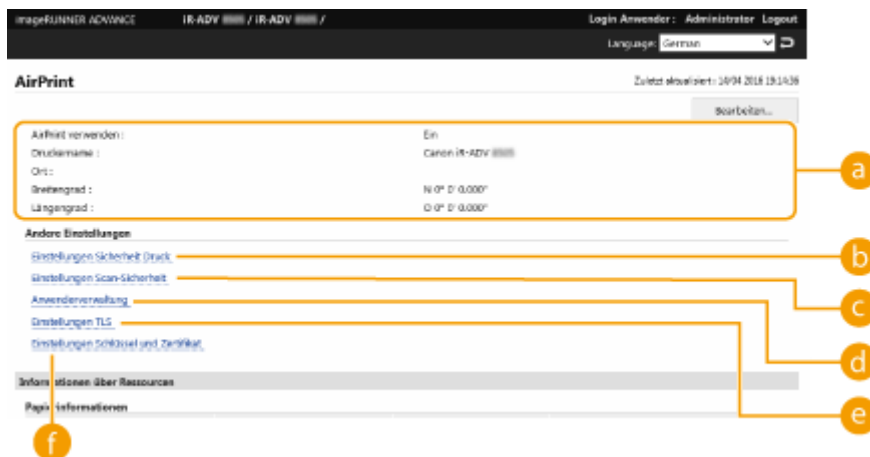 imageRUNNER ADVANCE iR-ADV / iR-ADV / Login Anwender : Administrator Logout
Language: German
AirPrint Zuletzt aktualisiert : 14/04 2016 19:14:36
Bearbeiten...
AirPrint verwenden : Ein
Druckername : Canon iR-ADV
Ort :
Breitengrad : N 0° 0' 0.000"
Längengrad : O 0° 0' 0.000"
a
Andere Einstellungen
Einstellungen Sicherheit Druck b
Einstellungen Scan-Sicherheit c
Anwenderverwaltung d
Einstellungen TLS e
Einstellungen Schlüssel und Zertifikat
Informationen über Ressourcen
Papierinformationen
f